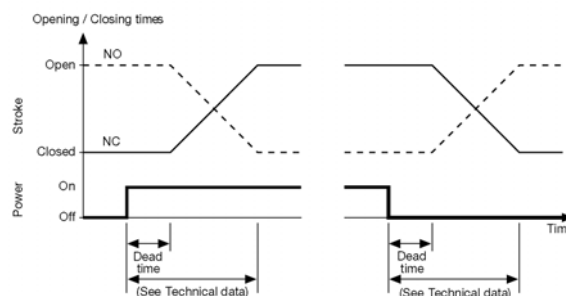 Opening / Closing times
NO
Open
Stroke
NC
Closed
On
Power
Off
Time
Dead
time
Dead
time
(See Technical data)
(See Technical data)